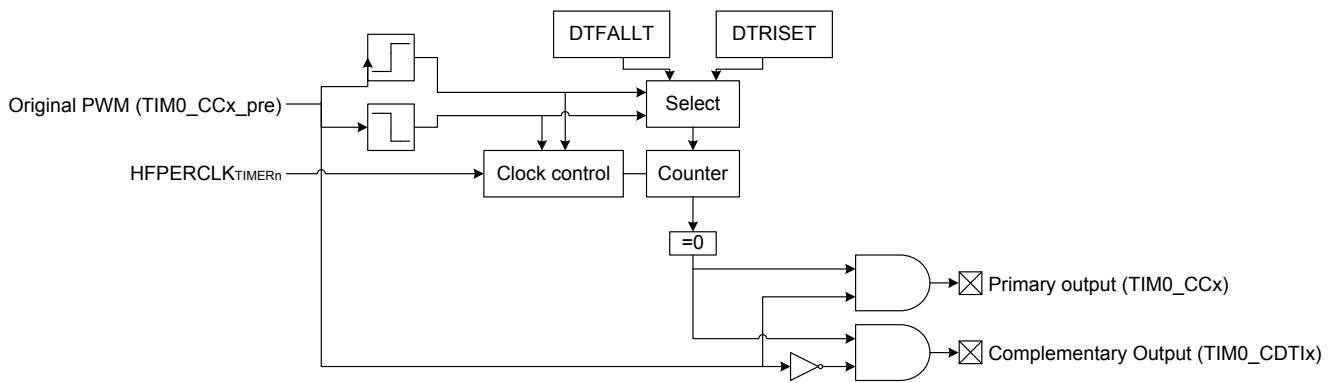 DTFALLT
DTRISET
Original PWM (TIM0_CCx_pre)
Select
HFPERCLKTIMERn
Clock control
Counter
=0
Primary output (TIM0_CCx)
Complementary Output (TIM0_CDTIx)